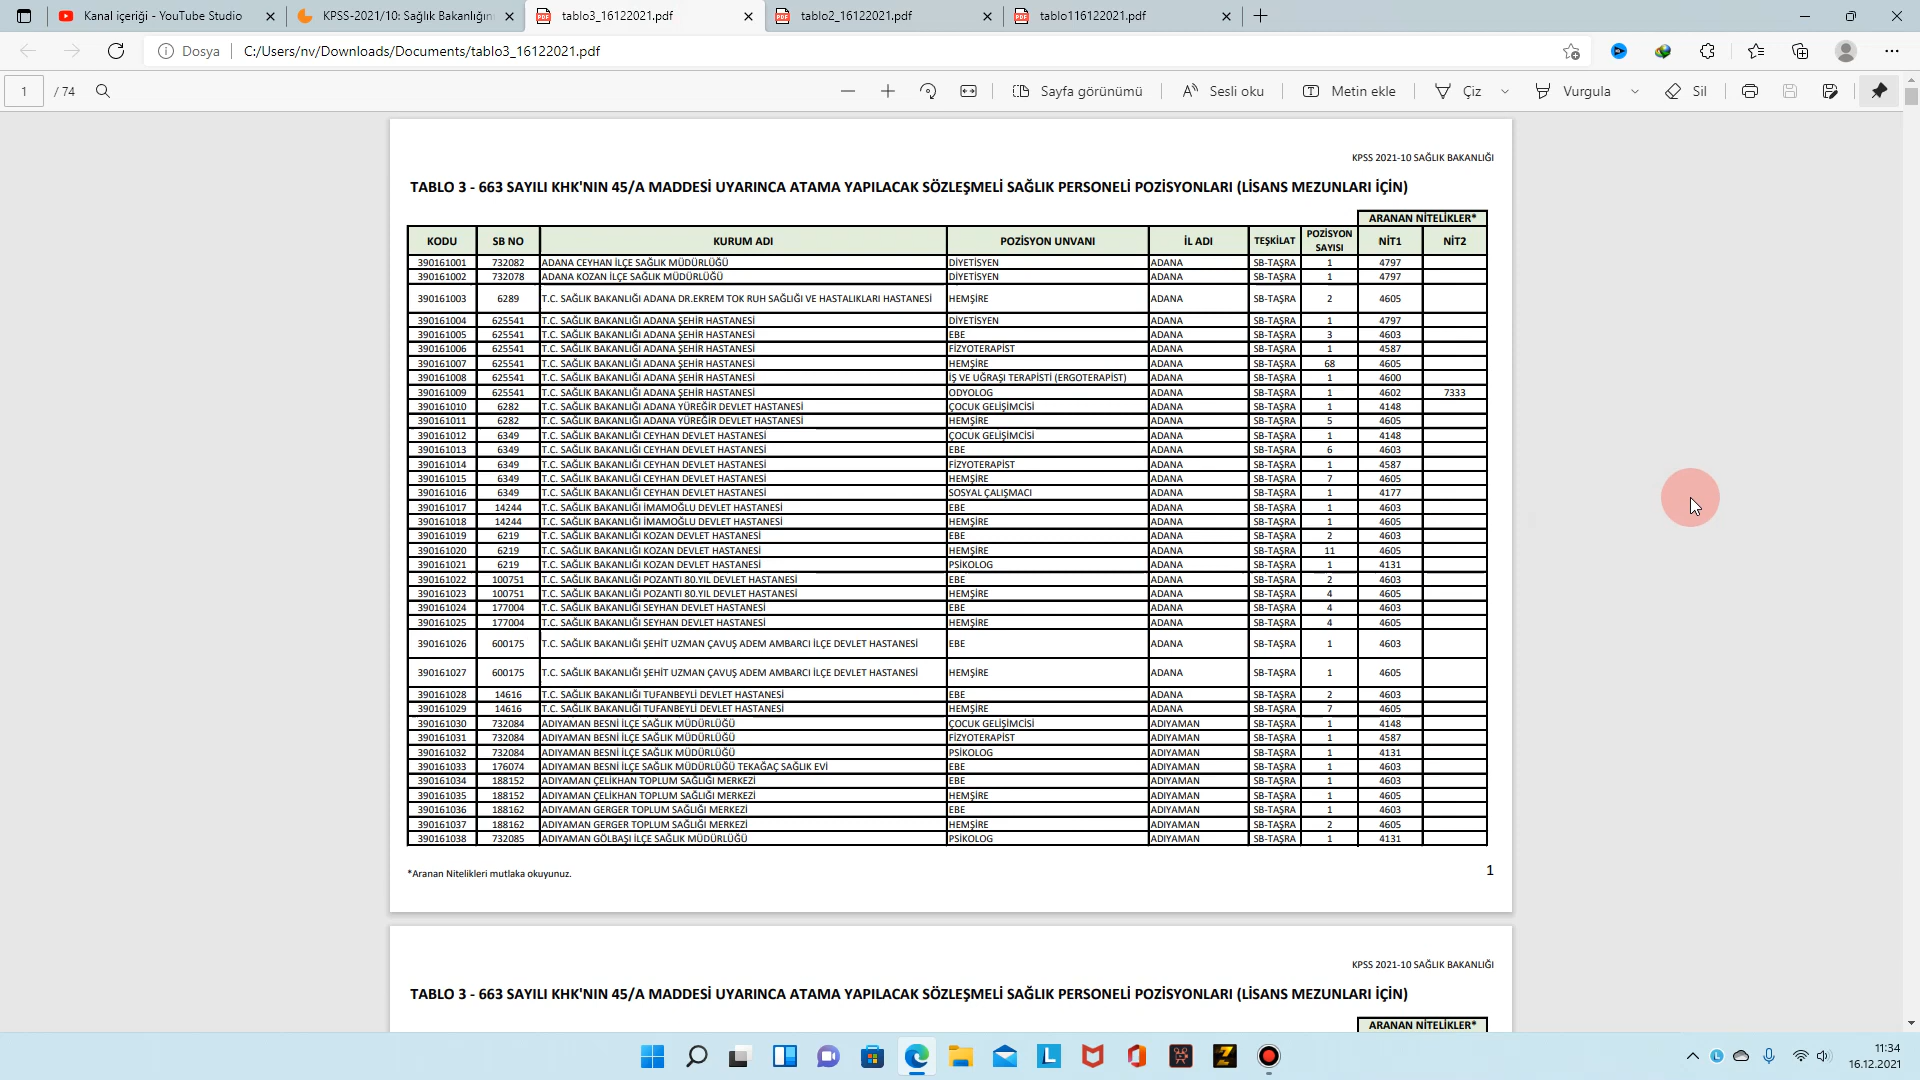 Kanal içeriği - YouTube Studio
KPSS-2021/10: Sağlık Bakanlığın
tablo3_16122021.pdf
tablo2_16122021.pdf
tablo116122021.pdf
Dosya
C:/Users/nv/Downloads/Documents/tablo3_16122021.pdf
1 / 74
Sayfa görünümü
Sesli oku
Metin ekle
Çiz
Vurgula
Sil
KPSS 2021-10 SAĞLIK BAKANLIĞI
TABLO 3 - 663 SAYILI KHK'NIN 45/A MADDESİ UYARINCA ATAMA YAPILACAK SÖZLEŞMELİ SAĞLIK PERSONELİ POZİSYONLARI (LİSANS MEZUNLARI İÇİN)
ARANAN NİTELİKLER*
KODU SB NO KURUM ADI POZİSYON UNVANI İL ADI TEŞKİLAT POZİSYON SAYISI NİT1 NİT2
390161001 732082 ADANA CEYHAN İLÇE SAĞLIK MÜDÜRLÜĞÜ DİYETİSYEN ADANA SB-TAŞRA 1 4797
390161002 732078 ADANA KOZAN İLÇE SAĞLIK MÜDÜRLÜĞÜ DİYETİSYEN ADANA SB-TAŞRA 1 4797
390161003 6289 T.C. SAĞLIK BAKANLIĞI ADANA DR.EKREM TOK RUH SAĞLIĞI VE HASTALIKLARI HASTANESİ HEMŞİRE ADANA SB-TAŞRA 2 4605
390161004 625541 T.C. SAĞLIK BAKANLIĞI ADANA ŞEHİR HASTANESİ DİYETİSYEN ADANA SB-TAŞRA 1 4797
390161005 625541 T.C. SAĞLIK BAKANLIĞI ADANA ŞEHİR HASTANESİ EBE ADANA SB-TAŞRA 3 4603
390161006 625541 T.C. SAĞLIK BAKANLIĞI ADANA ŞEHİR HASTANESİ FİZYOTERAPİST ADANA SB-TAŞRA 1 4587
390161007 625541 T.C. SAĞLIK BAKANLIĞI ADANA ŞEHİR HASTANESİ HEMŞİRE ADANA SB-TAŞRA 68 4605
390161008 625541 T.C. SAĞLIK BAKANLIĞI ADANA ŞEHİR HASTANESİ İŞ VE UĞRAŞI TERAPİSTİ (ERGOTERAPİST) ADANA SB-TAŞRA 1 4600
390161009 625541 T.C. SAĞLIK BAKANLIĞI ADANA ŞEHİR HASTANESİ ODYOLOG ADANA SB-TAŞRA 1 4602 7333
390161010 6282 T.C. SAĞLIK BAKANLIĞI ADANA YÜREĞİR DEVLET HASTANESİ ÇOCUK GELİŞİMCİSİ ADANA SB-TAŞRA 1 4148
390161011 6282 T.C. SAĞLIK BAKANLIĞI ADANA YÜREĞİR DEVLET HASTANESİ HEMŞİRE ADANA SB-TAŞRA 5 4605
390161012 6349 T.C. SAĞLIK BAKANLIĞI CEYHAN DEVLET HASTANESİ ÇOCUK GELİŞİMCİSİ ADANA SB-TAŞRA 1 4148
390161013 6349 T.C. SAĞLIK BAKANLIĞI CEYHAN DEVLET HASTANESİ EBE ADANA SB-TAŞRA 6 4603
390161014 6349 T.C. SAĞLIK BAKANLIĞI CEYHAN DEVLET HASTANESİ FİZYOTERAPİST ADANA SB-TAŞRA 1 4587
390161015 6349 T.C. SAĞLIK BAKANLIĞI CEYHAN DEVLET HASTANESİ HEMŞİRE ADANA SB-TAŞRA 7 4605
390161016 6349 T.C. SAĞLIK BAKANLIĞI CEYHAN DEVLET HASTANESİ SOSYAL ÇALIŞMACI ADANA SB-TAŞRA 1 4177
390161017 14244 T.C. SAĞLIK BAKANLIĞI İMAMOĞLU DEVLET HASTANESİ EBE ADANA SB-TAŞRA 1 4603
390161018 14244 T.C. SAĞLIK BAKANLIĞI İMAMOĞLU DEVLET HASTANESİ HEMŞİRE ADANA SB-TAŞRA 1 4605
390161019 6219 T.C. SAĞLIK BAKANLIĞI KOZAN DEVLET HASTANESİ EBE ADANA SB-TAŞRA 2 4603
390161020 6219 T.C. SAĞLIK BAKANLIĞI KOZAN DEVLET HASTANESİ HEMŞİRE ADANA SB-TAŞRA 11 4605
390161021 6219 T.C. SAĞLIK BAKANLIĞI KOZAN DEVLET HASTANESİ PSİKOLOG ADANA SB-TAŞRA 1 4131
390161022 100751 T.C. SAĞLIK BAKANLIĞI POZANTI 80.YIL DEVLET HASTANESİ EBE ADANA SB-TAŞRA 2 4603
390161023 100751 T.C. SAĞLIK BAKANLIĞI POZANTI 80.YIL DEVLET HASTANESİ HEMŞİRE ADANA SB-TAŞRA 4 4605
390161024 177004 T.C. SAĞLIK BAKANLIĞI SEYHAN DEVLET HASTANESİ EBE ADANA SB-TAŞRA 4 4603
390161025 177004 T.C. SAĞLIK BAKANLIĞI SEYHAN DEVLET HASTANESİ HEMŞİRE ADANA SB-TAŞRA 4 4605
390161026 600175 T.C. SAĞLIK BAKANLIĞI ŞEHİT UZMAN ÇAVUŞ ADEM AMBARCI İLÇE DEVLET HASTANESİ EBE ADANA SB-TAŞRA 1 4603
390161027 600175 T.C. SAĞLIK BAKANLIĞI ŞEHİT UZMAN ÇAVUŞ ADEM AMBARCI İLÇE DEVLET HASTANESİ HEMŞİRE ADANA SB-TAŞRA 1 4605
390161028 14616 T.C. SAĞLIK BAKANLIĞI TUFANBEYLİ DEVLET HASTANESİ EBE ADANA SB-TAŞRA 2 4603
390161029 14616 T.C. SAĞLIK BAKANLIĞI TUFANBEYLİ DEVLET HASTANESİ HEMŞİRE ADANA SB-TAŞRA 7 4605
390161030 732084 ADIYAMAN BESNİ İLÇE SAĞLIK MÜDÜRLÜĞÜ ÇOCUK GELİŞİMCİSİ ADIYAMAN SB-TAŞRA 1 4148
390161031 732084 ADIYAMAN BESNİ İLÇE SAĞLIK MÜDÜRLÜĞÜ FİZYOTERAPİST ADIYAMAN SB-TAŞRA 1 4587
390161032 732084 ADIYAMAN BESNİ İLÇE SAĞLIK MÜDÜRLÜĞÜ PSİKOLOG ADIYAMAN SB-TAŞRA 1 4131
390161033 176074 ADIYAMAN BESNİ İLÇE SAĞLIK MÜDÜRLÜĞÜ TEKAĞAÇ SAĞLIK EVİ EBE ADIYAMAN SB-TAŞRA 1 4603
390161034 188152 ADIYAMAN ÇELİKHAN TOPLUM SAĞLIĞI MERKEZİ EBE ADIYAMAN SB-TAŞRA 1 4603
390161035 188152 ADIYAMAN ÇELİKHAN TOPLUM SAĞLIĞI MERKEZİ HEMŞİRE ADIYAMAN SB-TAŞRA 1 4605
390161036 188162 ADIYAMAN GERGER TOPLUM SAĞLIĞI MERKEZİ EBE ADIYAMAN SB-TAŞRA 1 4603
390161037 188162 ADIYAMAN GERGER TOPLUM SAĞLIĞI MERKEZİ HEMŞİRE ADIYAMAN SB-TAŞRA 2 4605
390161038 732085 ADIYAMAN GÖLBAŞI İLÇE SAĞLIK MÜDÜRLÜĞÜ PSİKOLOG ADIYAMAN SB-TAŞRA 1 4131
*Aranan Nitelikleri mutlaka okuyunuz.
1
KPSS 2021-10 SAĞLIK BAKANLIĞI
TABLO 3 - 663 SAYILI KHK'NIN 45/A MADDESİ UYARINCA ATAMA YAPILACAK SÖZLEŞMELİ SAĞLIK PERSONELİ POZİSYONLARI (LİSANS MEZUNLARI İÇİN)
ARANAN NİTELİKLER*
11:34
16.12.2021